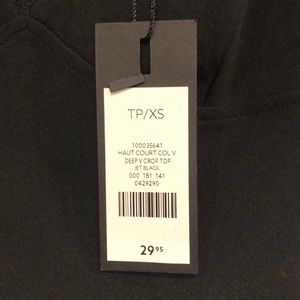 TP/XS
100035641
HAUT COURT COL V
DEEP V CROP TOP
JET BLACK
000 181 141
0429290
29.95